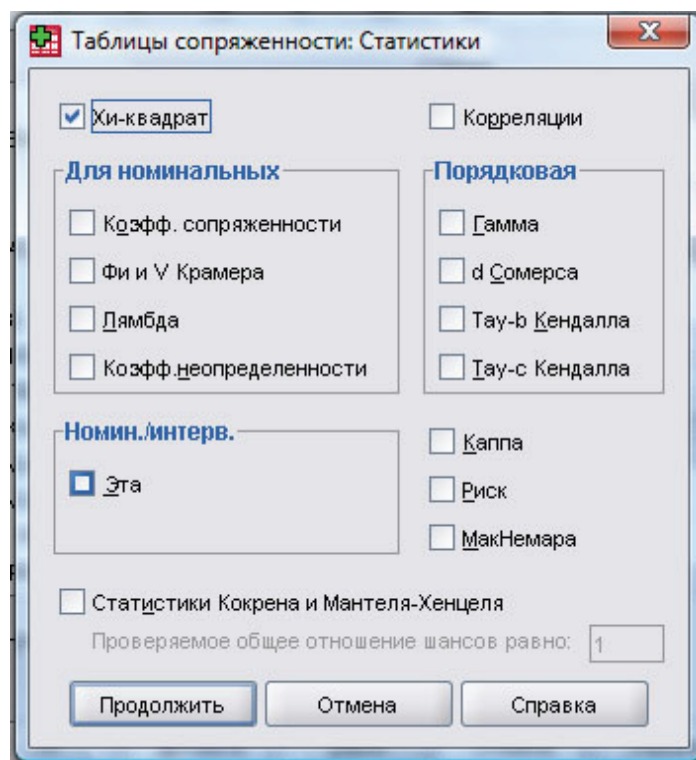 Таблицы сопряженности: Статистики
Хи-квадрат
Корреляции
Для номинальных
Коэфф. сопряженности
Фи и V Крамера
Лямбда
Коэфф.неопределенности
Порядковая
Гамма
d Сомерса
Тау-b Кендалла
Тау-c Кендалла
Номин./интерв.
Эта
Каппа
Риск
МакНемара
Статистики Кокрена и Мантеля-Хенцеля
Проверяемое общее отношение шансов равно: 1
Продолжить
Отмена
Справка